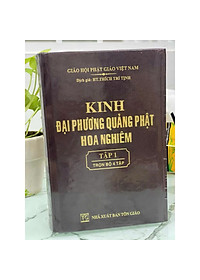 GIÁO HỘI PHẬT GIÁO VIỆT NAM
Dịch giả: HT.THÍCH TRÍ TỊNH
KINH
ĐẠI PHƯƠNG QUẢNG PHẬT
HOA NGHIÊM
TẬP 1
TRỌN BỘ 4 TẬP
NHÀ XUẤT BẢN TÔN GIÁO